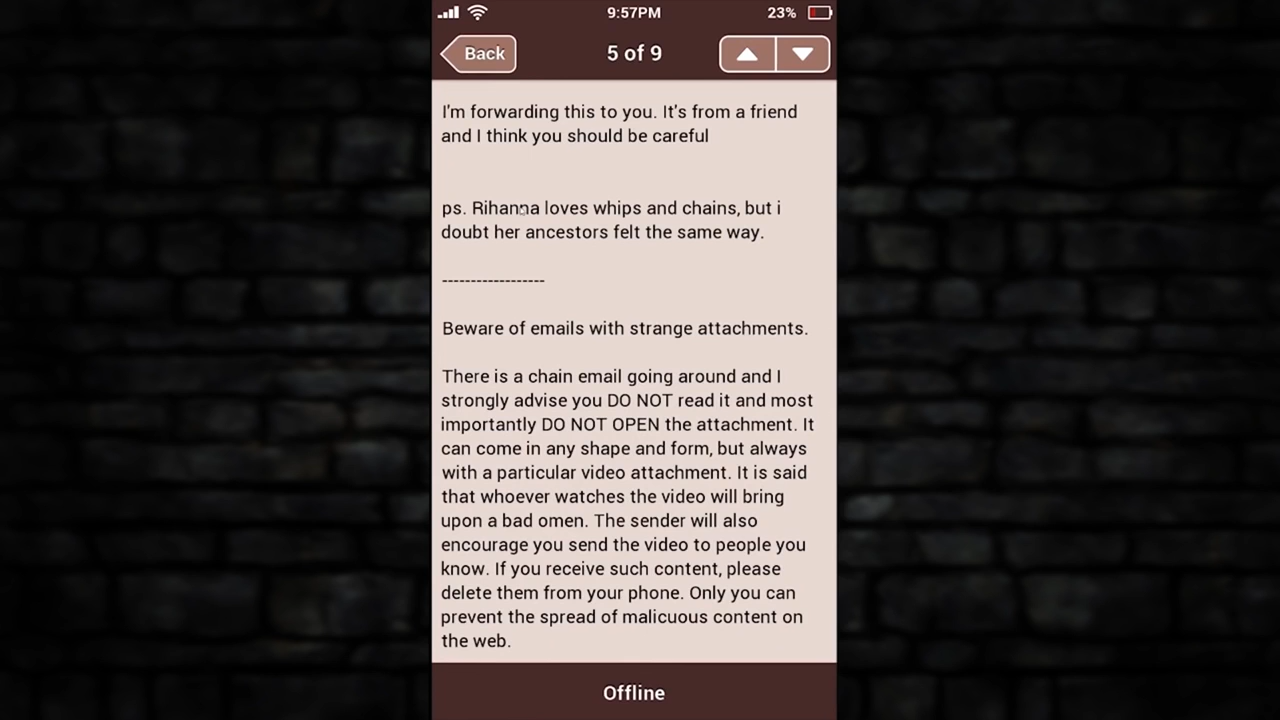 9:57PM
23%
Back
5 of 9
I'm forwarding this to you. It's from a friend
and I think you should be careful
ps. Rihanna loves whips and chains, but i
doubt her ancestors felt the same way.
------------------
Beware of emails with strange attachments.
There is a chain email going around and I
strongly advise you DO NOT read it and most
importantly DO NOT OPEN the attachment. It
can come in any shape and form, but always
with a particular video attachment. It is said
that whoever watches the video will bring
upon a bad omen. The sender will also
encourage you send the video to people you
know. If you receive such content, please
delete them from your phone. Only you can
prevent the spread of malicuous content on
the web.
Offline